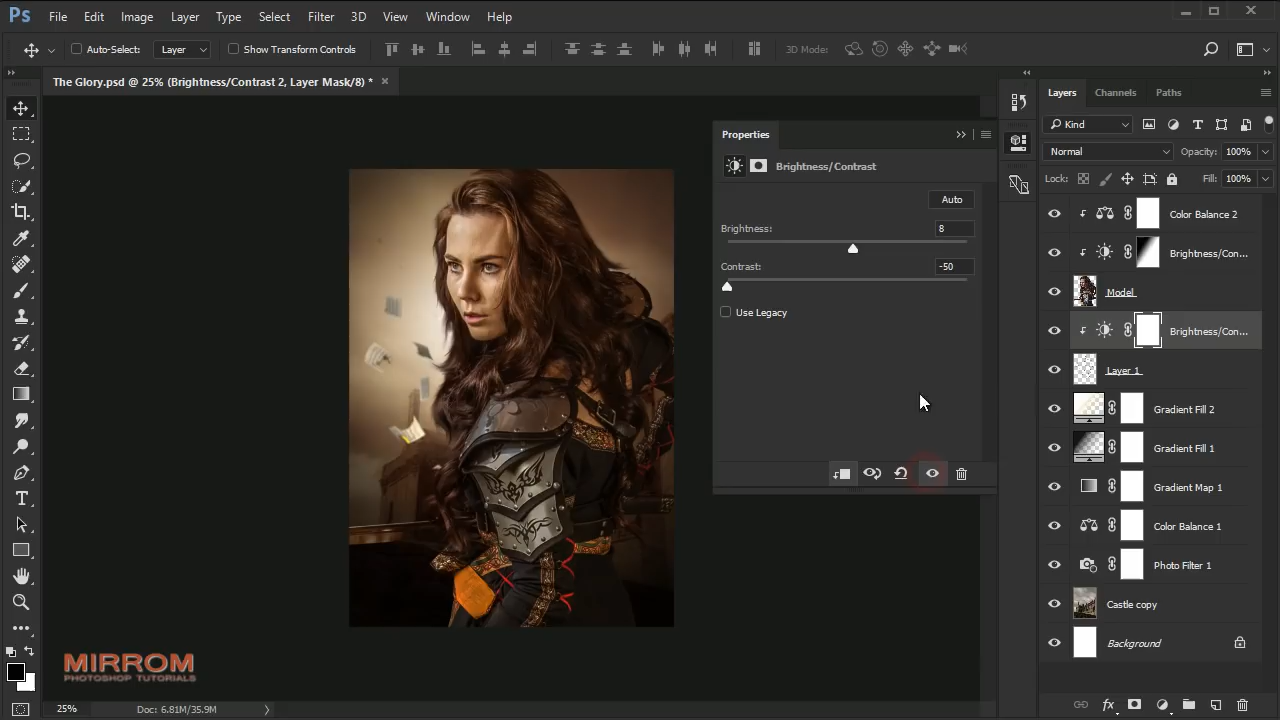 Ps File Edit Image Layer Type Select Filter 3D View Window Help
Auto-Select: Layer Show Transform Controls 3D Mode:
The Glory.psd @ 25% (Brightness/Contrast 2, Layer Mask/8) * ×
Properties
Brightness/Contrast
Auto
Brightness: 8
Contrast: -50
Use Legacy
Layers Channels Paths
Kind
Normal Opacity: 100%
Lock: Fill: 100%
Color Balance 2
Brightness/Con...
Model
Brightness/Con...
Layer 1
Gradient Fill 2
Gradient Fill 1
Gradient Map 1
Color Balance 1
Photo Filter 1
Castle copy
Background
MIRROM
PHOTOSHOP TUTORIALS
25% Doc: 6.81M/35.9M
fx